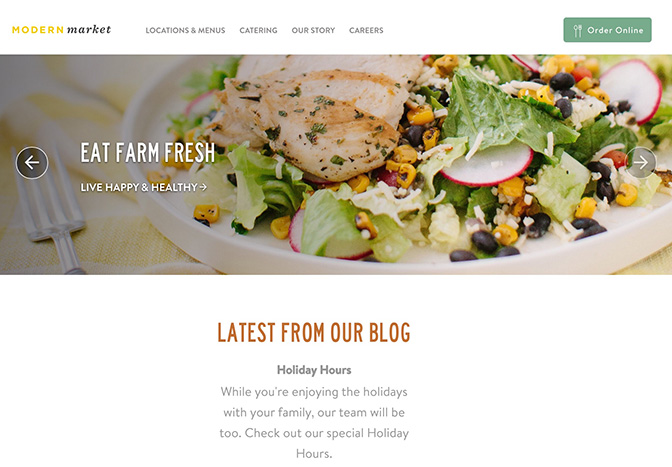 MODERN market
LOCATIONS & MENUS CATERING OUR STORY CAREERS
Order Online
EAT FARM FRESH
LIVE HAPPY & HEALTHY
LATEST FROM OUR BLOG
Holiday Hours
While you're enjoying the holidays
with your family, our team will be
too. Check out our special Holiday
Hours.